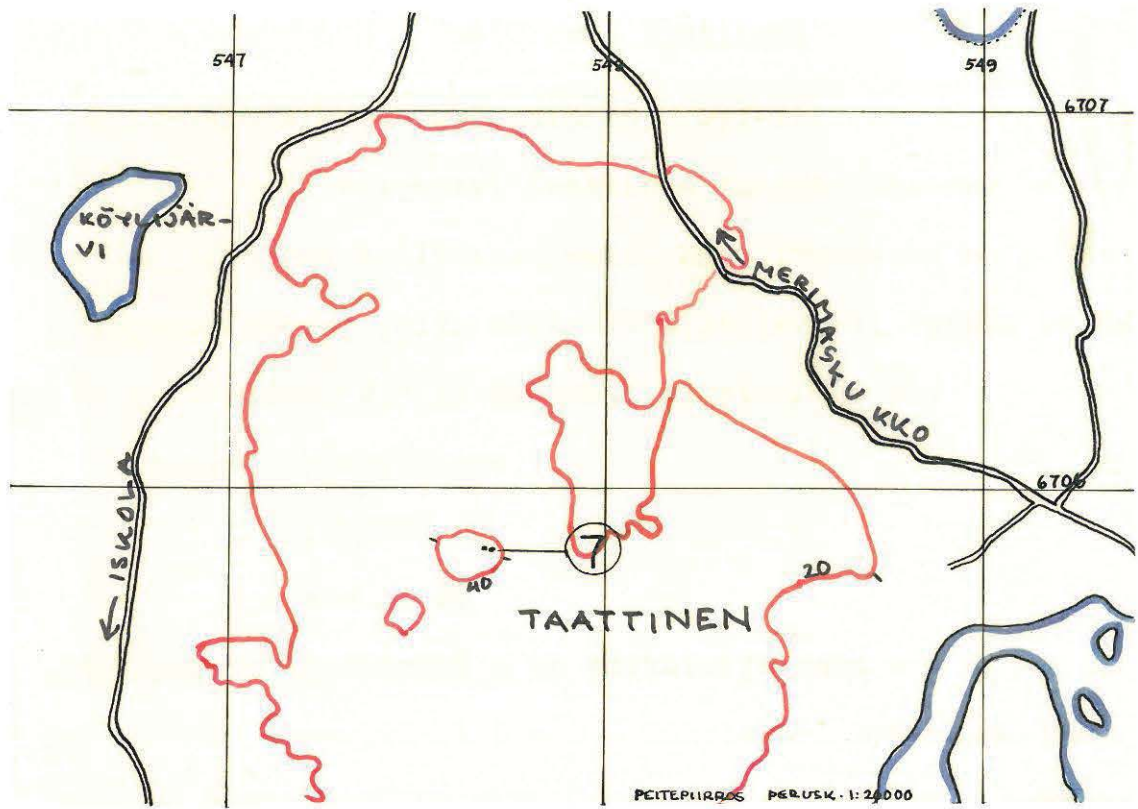 547
548
549
6707
KÖYLIJÄR-
VI
MERIMASKU KKO
6706
ISKOLA
7
40
20
TAATTINEN
PEITEPIIRROS PERUSK. 1:20000